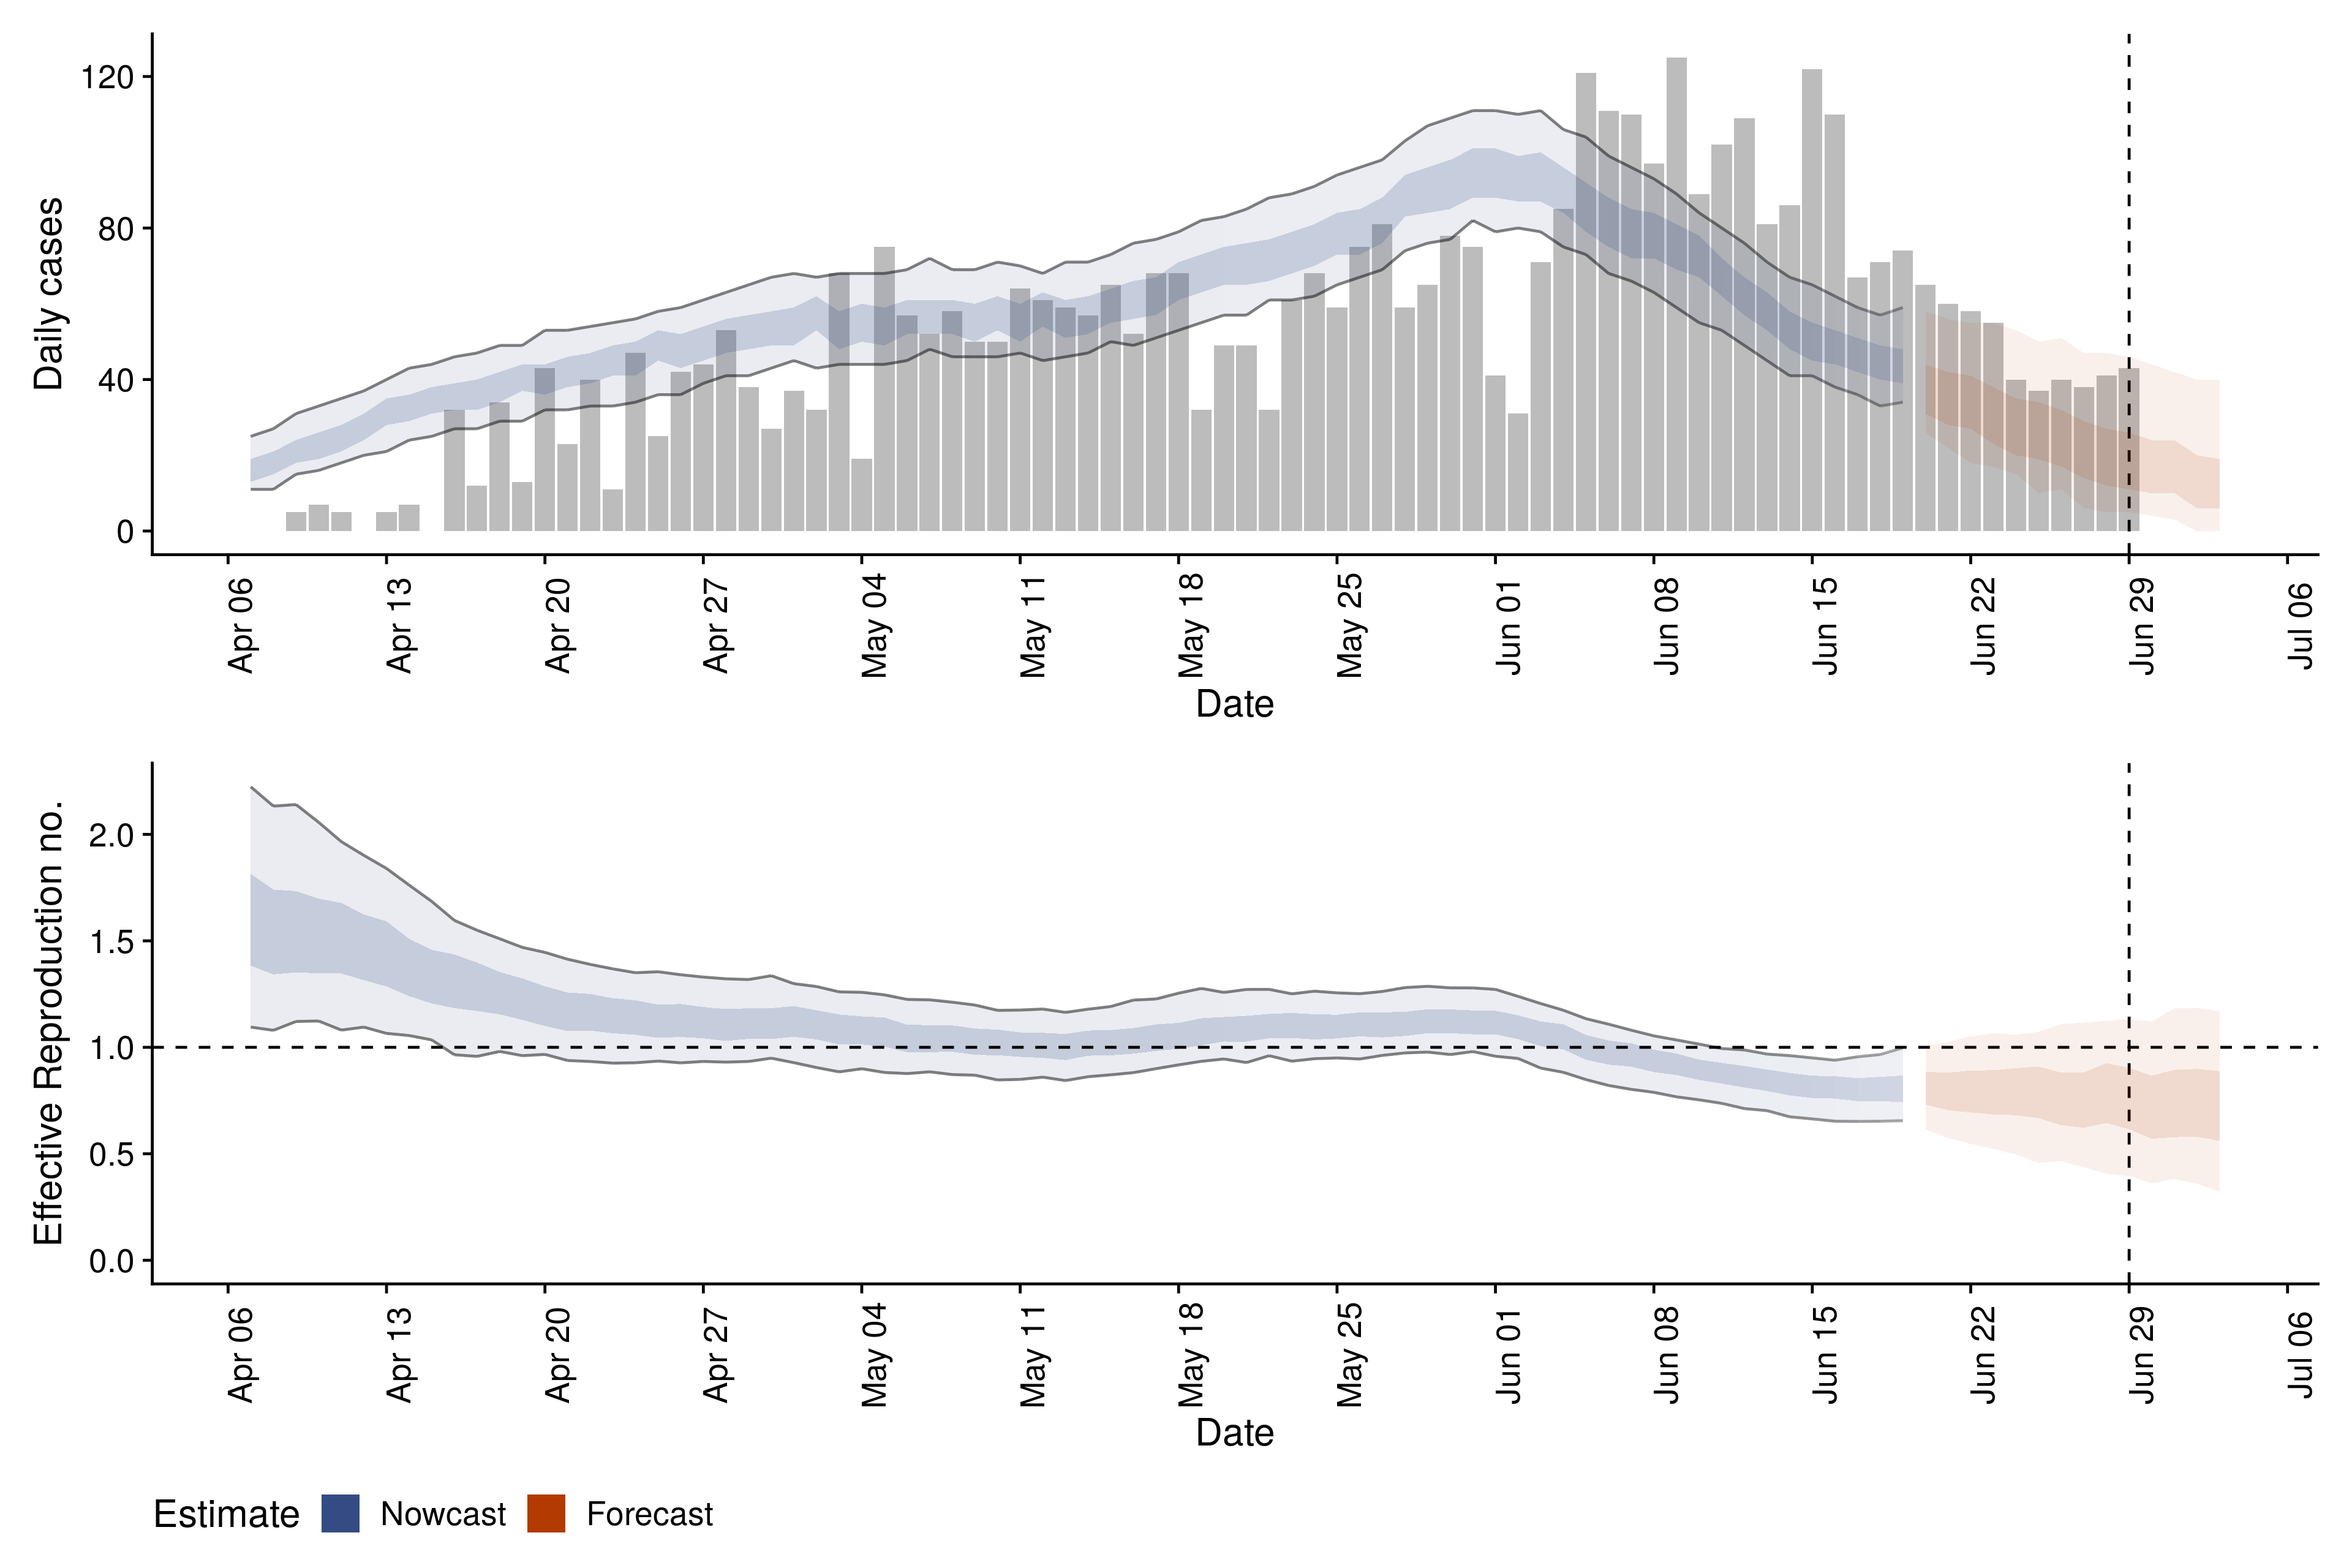 Daily cases
120
80
40
0
Apr 06
Apr 13
Apr 20
Apr 27
May 04
May 11
May 18
May 25
Jun 01
Jun 08
Jun 15
Jun 22
Jun 29
Jul 06
Date
Effective Reproduction no.
2.0
1.5
1.0
0.5
0.0
Apr 06
Apr 13
Apr 20
Apr 27
May 04
May 11
May 18
May 25
Jun 01
Jun 08
Jun 15
Jun 22
Jun 29
Jul 06
Date
Estimate Nowcast Forecast